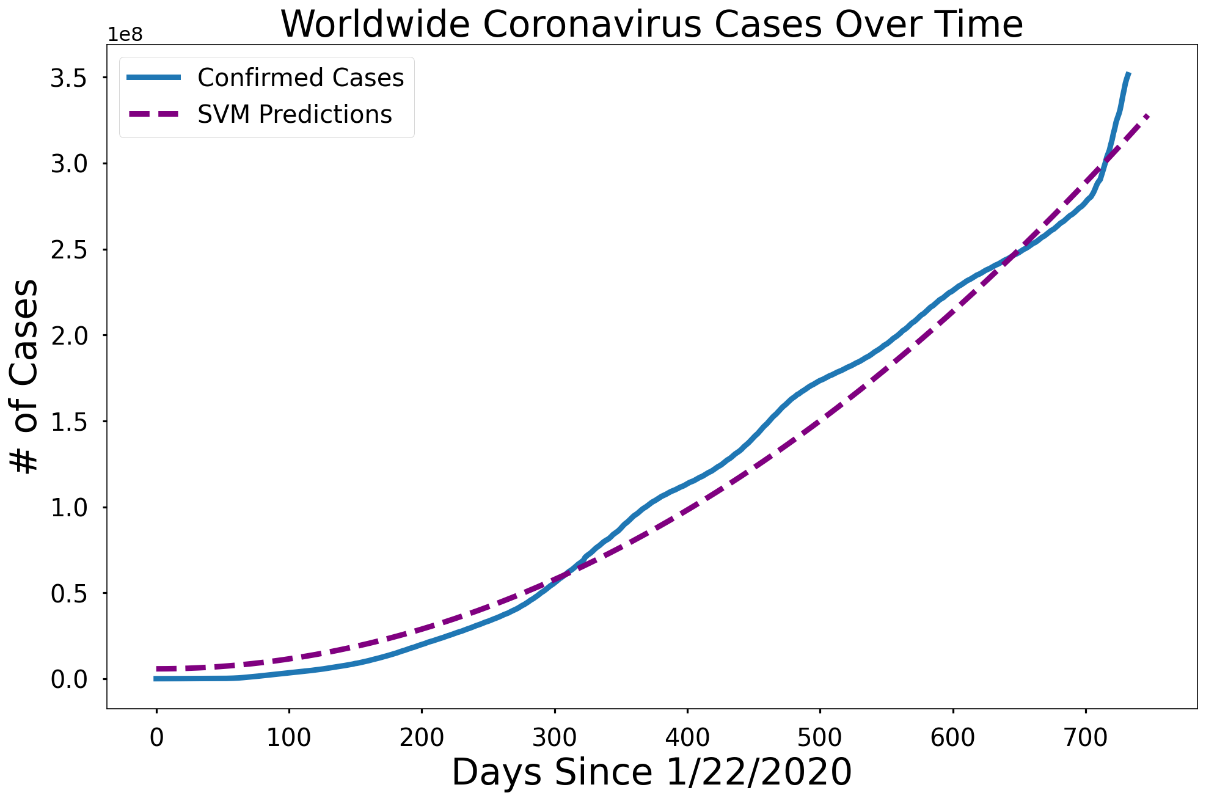 Worldwide Coronavirus Cases Over Time
1e8
Confirmed Cases
SVM Predictions
3.5
3.0
2.5
2.0
1.5
1.0
0.5
0.0
# of Cases
0 100 200 300 400 500 600 700
Days Since 1/22/2020